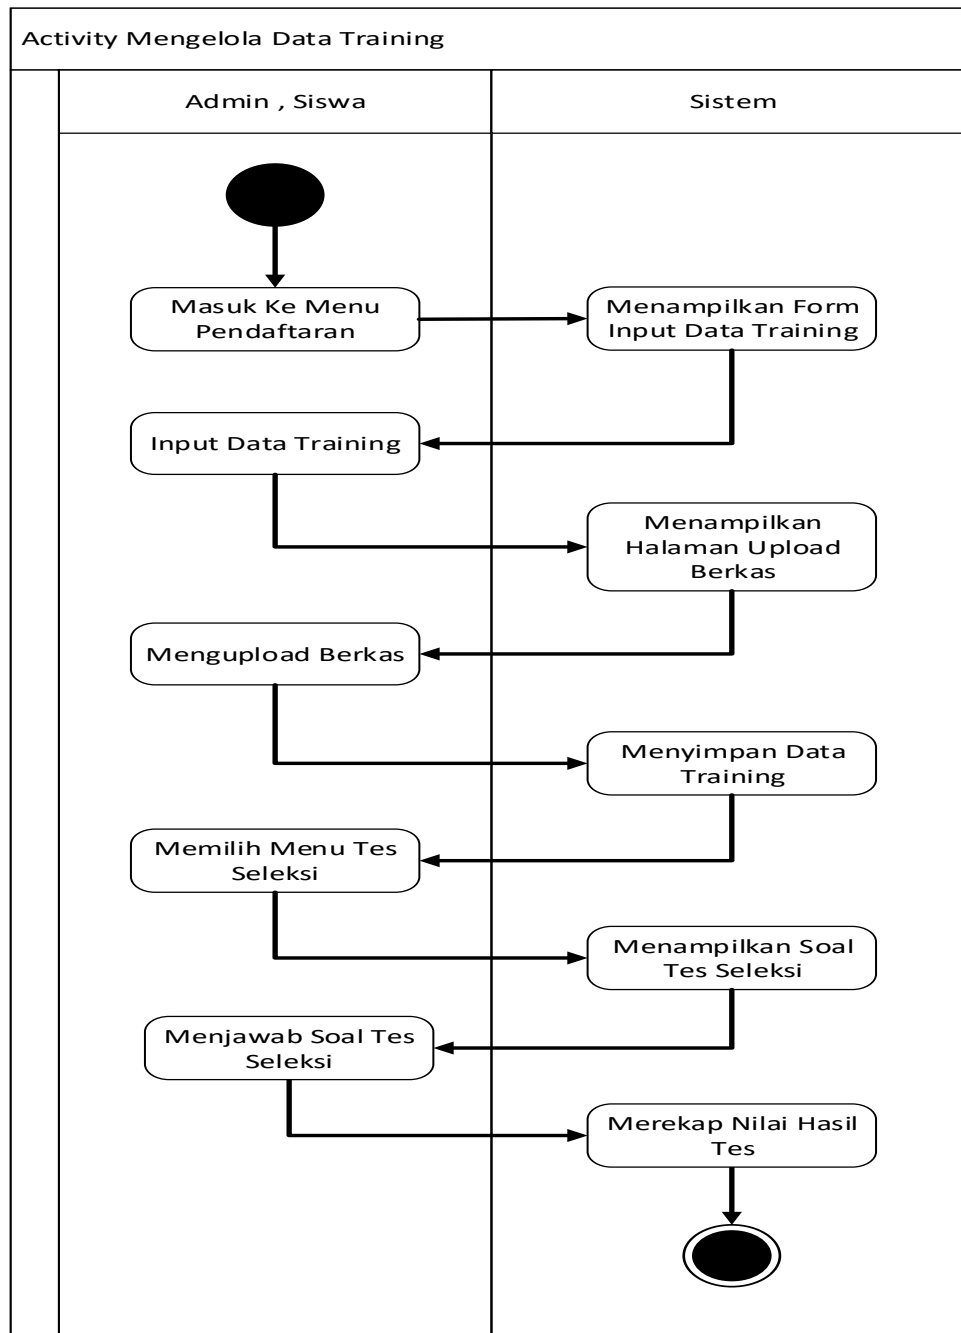 Activity Mengelola Data Training
Admin , Siswa
Sistem
Masuk Ke Menu
Pendaftaran
Menampilkan Form
Input Data Training
Input Data Training
Menampilkan
Halaman Upload
Berkas
Mengupload Berkas
Menyimpan Data
Training
Memilih Menu Tes
Seleksi
Menampilkan Soal
Tes Seleksi
Menjawab Soal Tes
Seleksi
Merekap Nilai Hasil
Tes